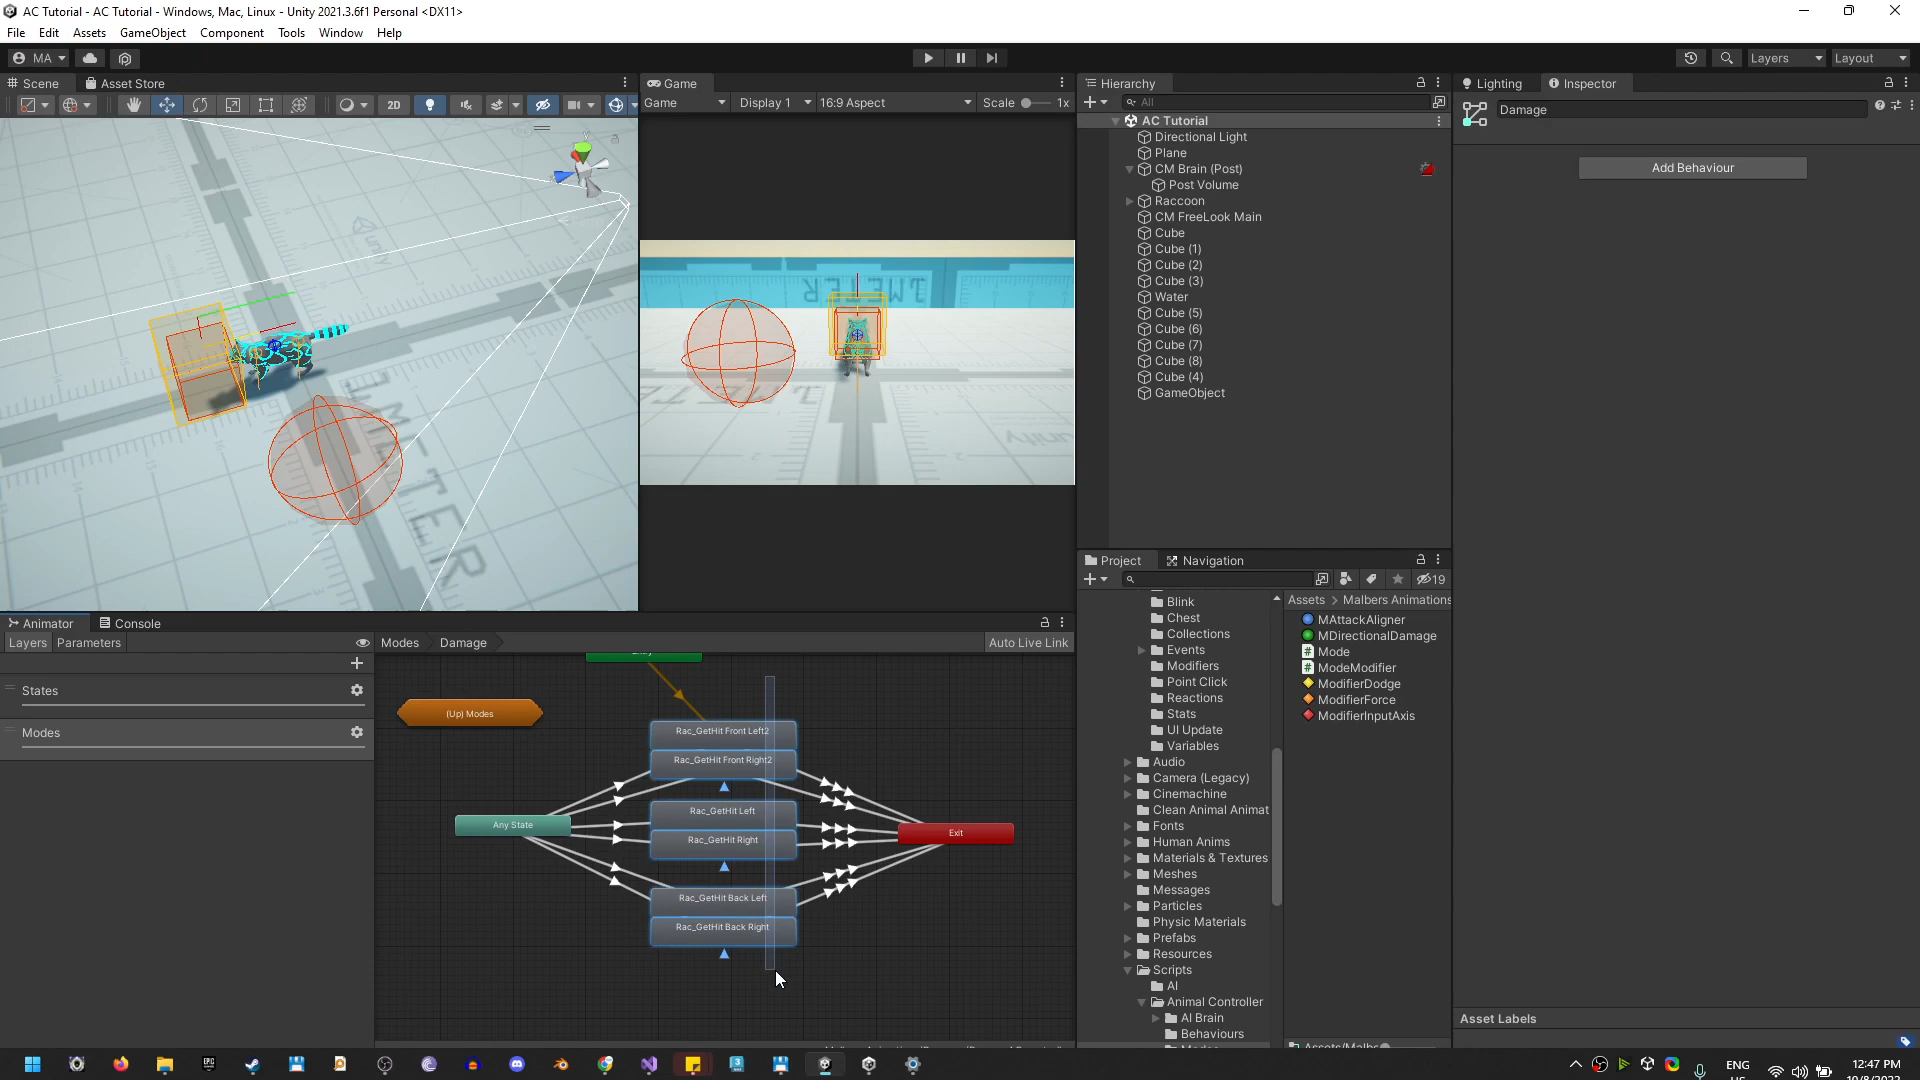 AC Tutorial - AC Tutorial - Windows, Mac, Linux - Unity 2021.3.6f1 Personal <DX11>
File Edit Assets GameObject Component Tools Window Help
MA
Layers Layout
Scene Asset Store
2D
Game
Game Display 1 16:9 Aspect Scale 1x
Hierarchy
All
AC Tutorial
Directional Light
Plane
CM Brain (Post)
Post Volume
Raccoon
CM FreeLook Main
Cube
Cube (1)
Cube (2)
Cube (3)
Water
Cube (5)
Cube (6)
Cube (7)
Cube (8)
Cube (4)
GameObject
Lighting Inspector
Damage
Add Behaviour
Asset Labels
Animator Console
Layers Parameters
States
Modes
Modes Damage Auto Live Link
(Up) Modes
Rac_GetHit Front Left2
Rac_GetHit Front Right2
Rac_GetHit Left
Rac_GetHit Right
Rac_GetHit Back Left
Rac_GetHit Back Right
Any State
Exit
Project Navigation
19
Blink
Chest
Collections
Events
Modifiers
Point Click
Reactions
Stats
UI Update
Variables
Audio
Camera (Legacy)
Cinemachine
Clean Animal Animat
Fonts
Human Anims
Materials & Textures
Meshes
Messages
Particles
Physic Materials
Prefabs
Resources
Scripts
AI
Animal Controller
AI Brain
Behaviours
Assets > Malbers Animations
MAttackAligner
MDirectionalDamage
Mode
ModeModifier
ModifierDodge
ModifierForce
ModifierInputAxis
ENG
12:47 PM